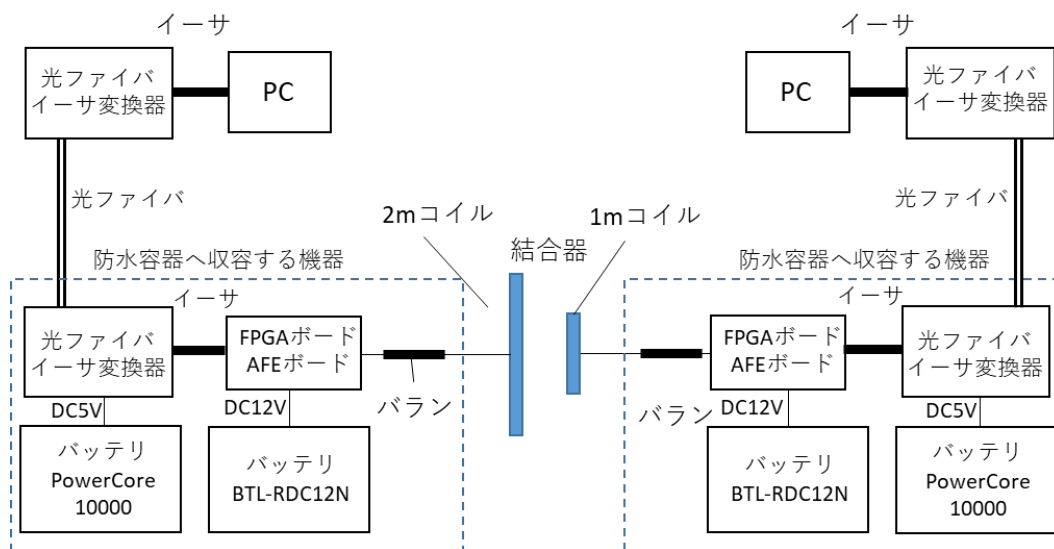 イーサ
光ファイバ
イーサ変換器
PC
光ファイバ
防水容器へ収容する機器
イーサ
光ファイバ
イーサ変換器
FPGAボード
AFEボード
バラン
DC5V
DC12V
バッテリ
PowerCore
10000
バッテリ
BTL-RDC12N
2mコイル
結合器
1mコイル
イーサ
PC
光ファイバ
イーサ変換器
光ファイバ
防水容器へ収容する機器
イーサ
FPGAボード
AFEボード
光ファイバ
イーサ変換器
バラン
DC12V
DC5V
バッテリ
BTL-RDC12N
バッテリ
PowerCore
10000